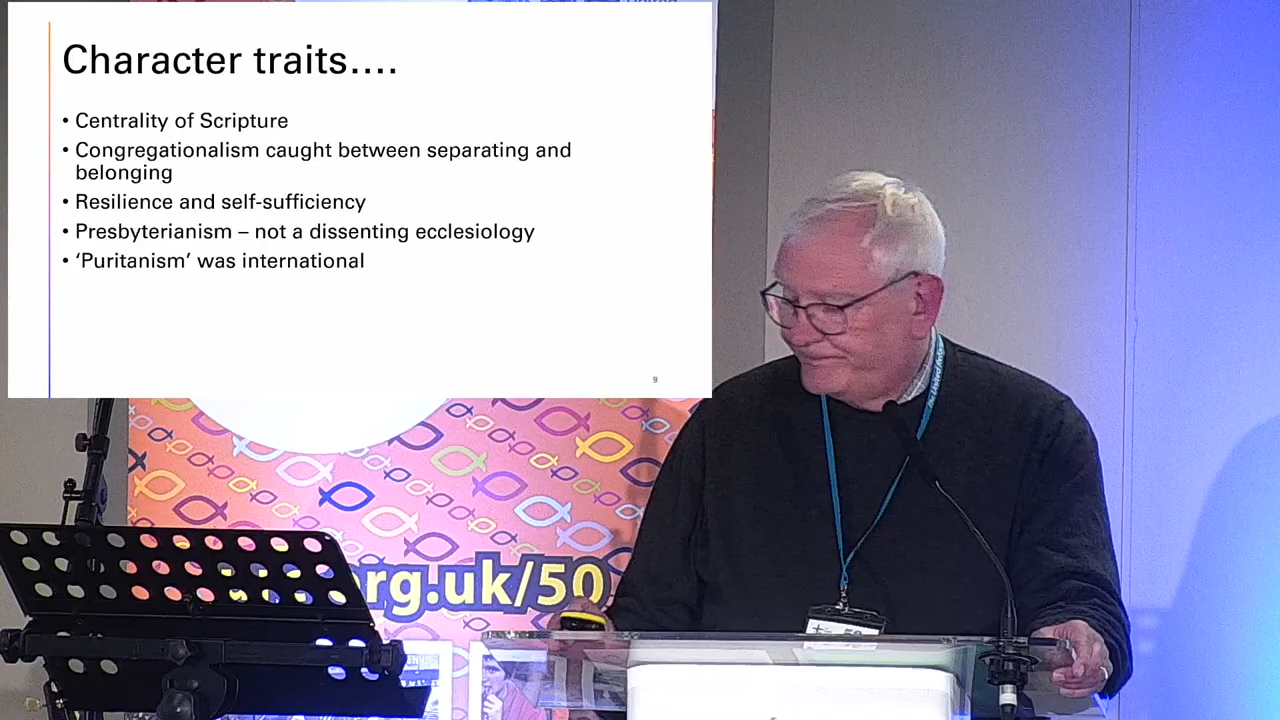 Character traits....
• Centrality of Scripture
• Congregationalism caught between separating and
belonging
• Resilience and self-sufficiency
• Presbyterianism – not a dissenting ecclesiology
• ‘Puritanism’ was international
9
rg.uk/50